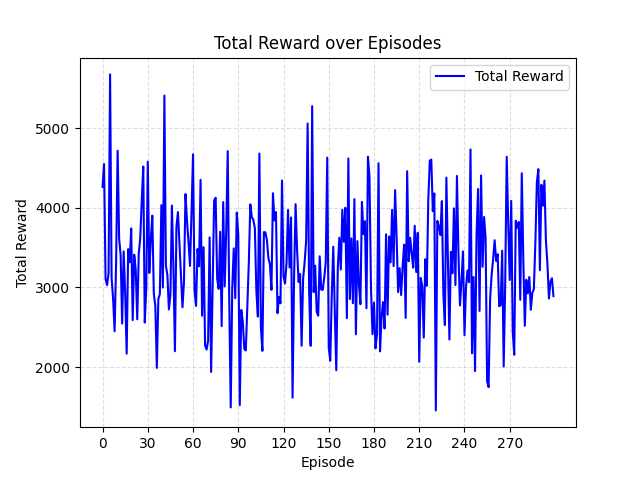 Total Reward over Episodes
Total Reward
5000
4000
3000
2000
Total Reward
0 30 60 90 120 150 180 210 240 270
Episode